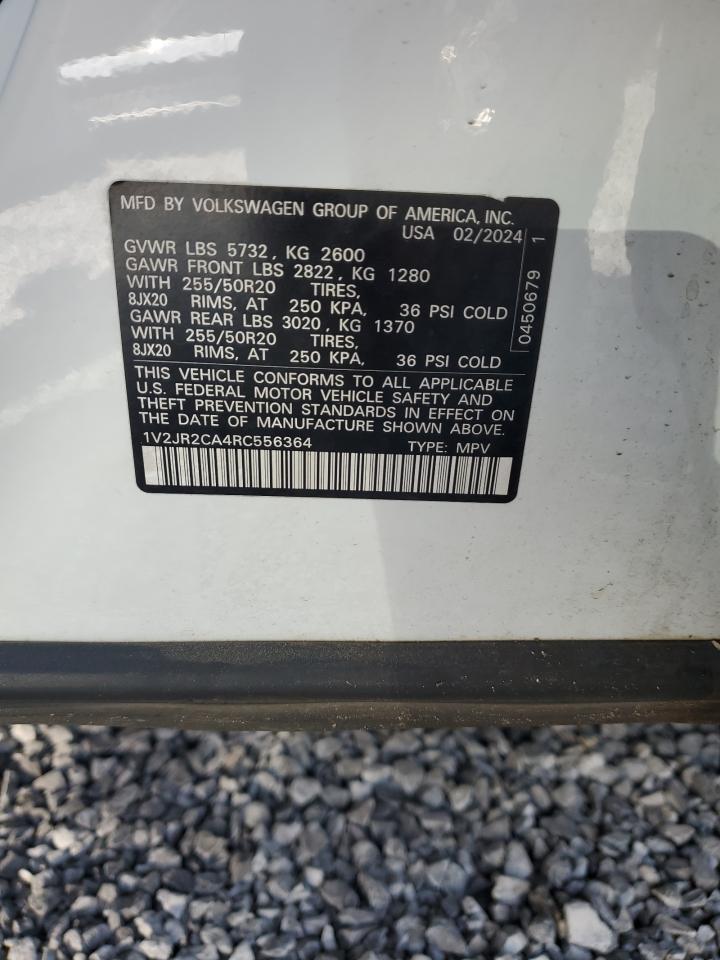 MFD BY VOLKSWAGEN GROUP OF AMERICA, INC.
USA 02/2024
GVWR LBS 5732, KG 2600
GAWR FRONT LBS 2822, KG 1280
WITH 255/50R20 TIRES,
8JX20 RIMS, AT 250 KPA, 36 PSI COLD
GAWR REAR LBS 3020, KG 1370
WITH 255/50R20 TIRES,
8JX20 RIMS, AT 250 KPA, 36 PSI COLD
THIS VEHICLE CONFORMS TO ALL APPLICABLE
U.S. FEDERAL MOTOR VEHICLE SAFETY AND
THEFT PREVENTION STANDARDS IN EFFECT ON
THE DATE OF MANUFACTURE SHOWN ABOVE.
1V2JR2CA4RC556364 TYPE: MPV
0450679 1